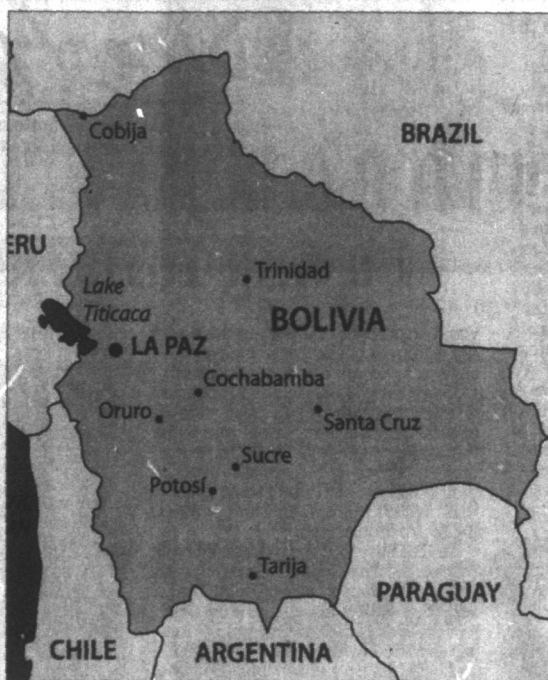 Cobija
BRAZIL
ERU
Trinidad
Lake
Titicaca
BOLIVIA
LA PAZ
Cochabamba
Oruro
Santa Cruz
Sucre
Potosí
Tarija
PARAGUAY
CHILE
ARGENTINA